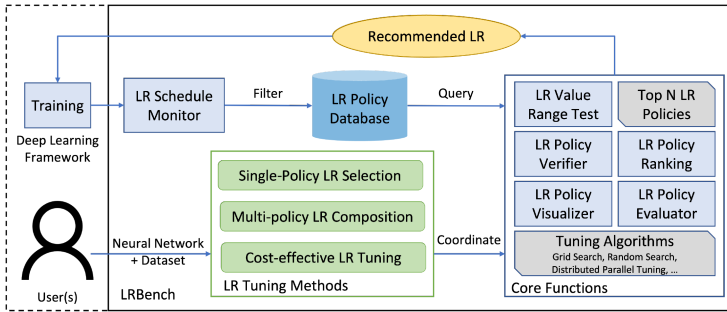 Recommended LR
Training
Deep Learning
Framework
LR Schedule
Monitor
Filter
LR Policy
Database
Query
LR Value
Range Test
Top N LR
Policies
LR Policy
Verifier
LR Policy
Ranking
LR Policy
Visualizer
LR Policy
Evaluator
Tuning Algorithms
Grid Search, Random Search,
Distributed Parallel Tuning, ...
Core Functions
Single-Policy LR Selection
Multi-policy LR Composition
Cost-effective LR Tuning
LR Tuning Methods
Coordinate
Neural Network
+ Dataset
User(s)
LRBench